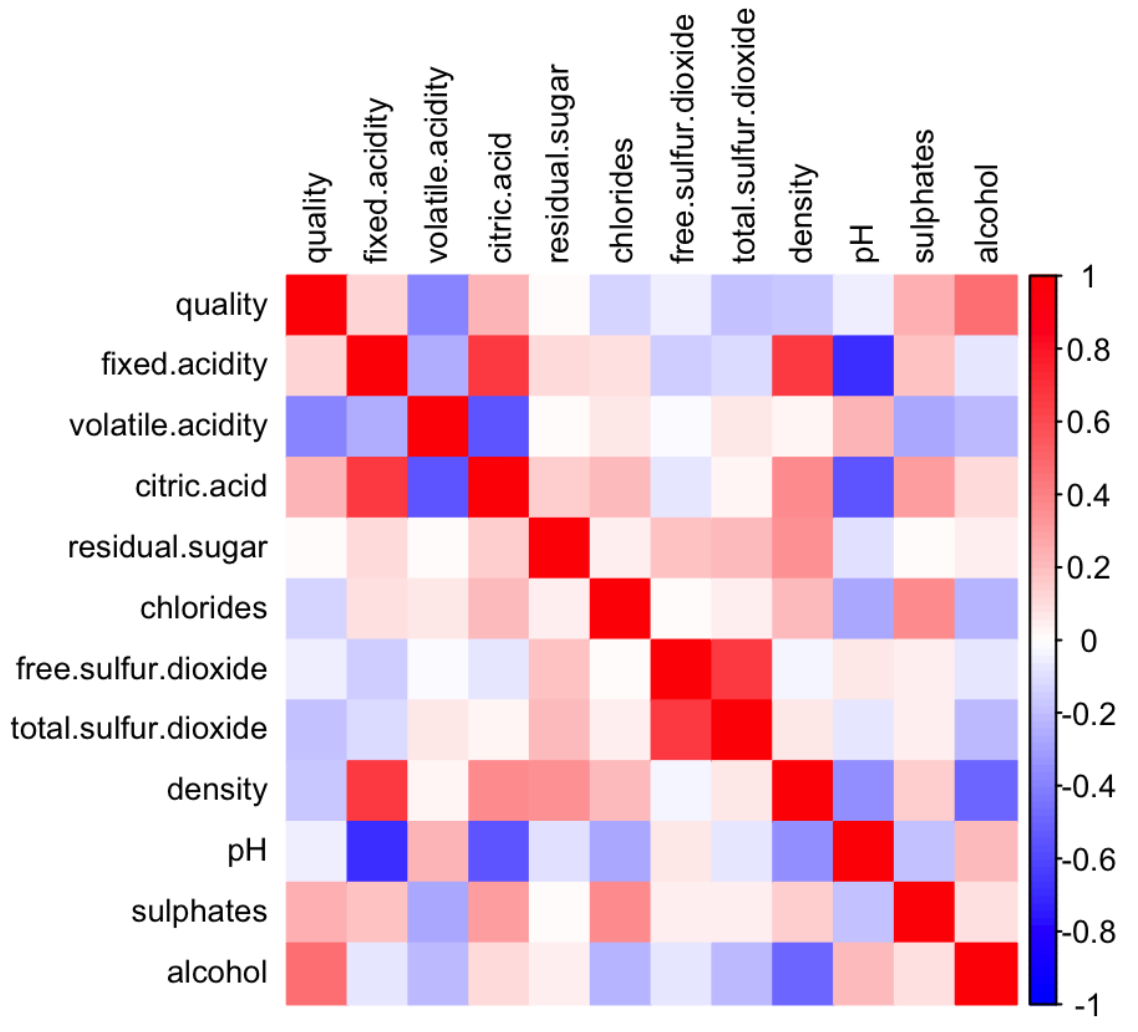 quality
fixed.acidity
volatile.acidity
citric.acid
residual.sugar
chlorides
free.sulfur.dioxide
total.sulfur.dioxide
density
pH
sulphates
alcohol
quality
fixed.acidity
volatile.acidity
citric.acid
residual.sugar
chlorides
free.sulfur.dioxide
total.sulfur.dioxide
density
pH
sulphates
alcohol
1
0.8
0.6
0.4
0.2
0
-0.2
-0.4
-0.6
-0.8
-1